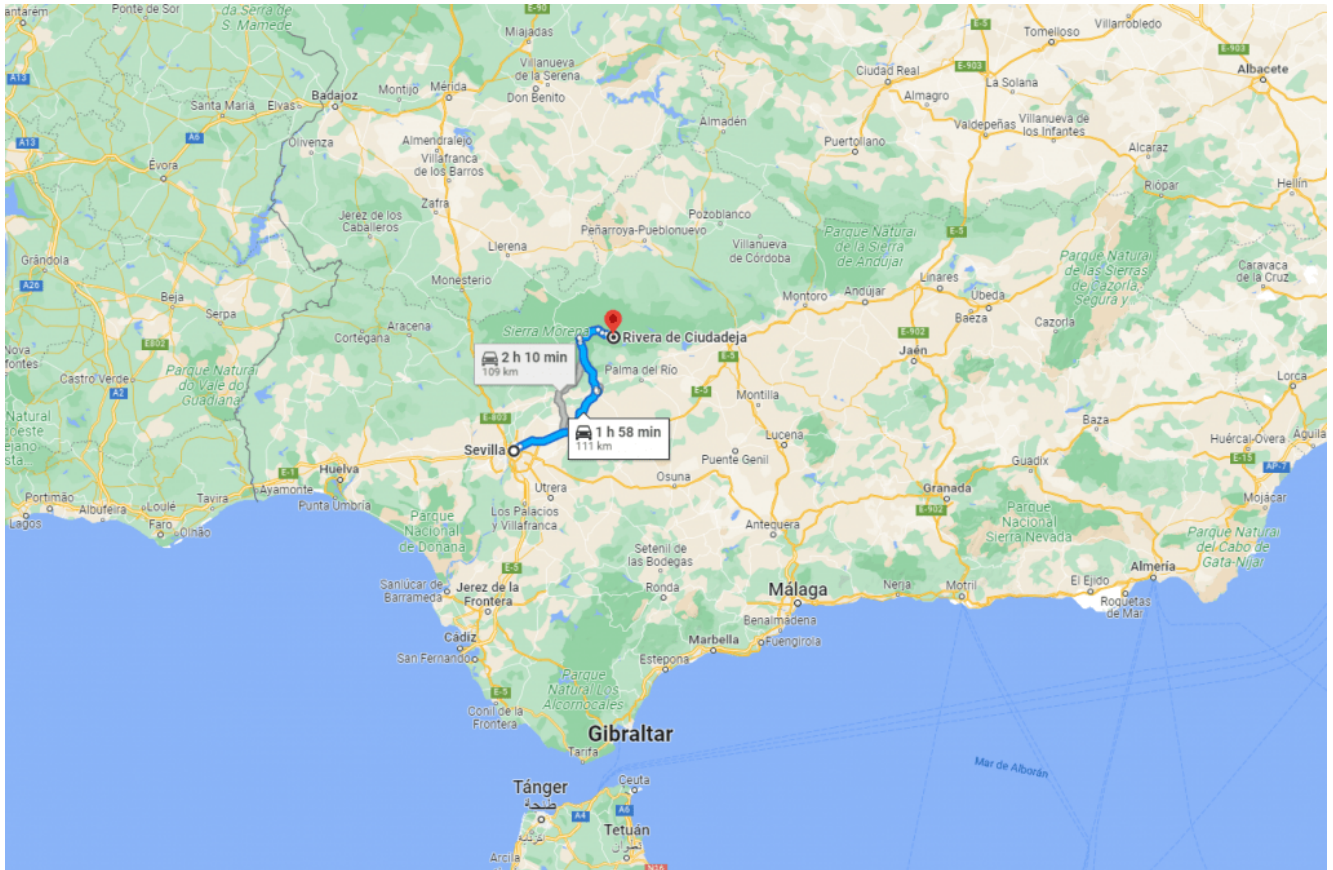 antarém
Ponte de Sor
da Serra de
S. Mamede
E-90
Miajadas
E-5
Tomelloso
Villarrobledo
E-903
Villanueva
de la Serena
Ciudad Real
E-903
Albacete
A13
Santa Maria
Elvas
Badajoz
Montijo
Mérida
Don Benito
Almagro
La Solana
Almadén
Valdepeñas
Villanueva de
los Infantes
A13
A6
Olivenza
Almendralejo
Puertollano
Alcaraz
Évora
Villafranca
de los Barros
Riópar
Hellín
Zafra
Jerez de los
Caballeros
Pozoblanco
Peñarroya-Pueblonuevo
Parque Natural
de la Sierra
de Andújar
E-5
Llerena
Villanueva
de Córdoba
Parque Natural
de las Sierras
de Cazorla,
Segura y
Grândola
Caravaca
de la Cruz
A26
Monesterio
Linares
Beja
Montoro
Andújar
Úbeda
Serpa
Aracena
Baeza
Cazorla
Cortegana
Sierra Morena
Rivera de Ciudadeja
E-902
E802
Nova
fontes
2 h 10 min
109 km
E-5
Jaén
Castro Verde
Parque Natural
do Vale do
Guadiana
Palma del Río
Lorca
A2
E-5
Montilla
Natural
E-803
Baza
1 h 58 min
111 km
Lucena
Huércal-Overa
Aguila
Sevilla
Puente Genil
Guadix
E-15
E-1
Huelva
Osuna
AP-7
Ayamonte
Utrera
Granada
Portimão
Tavira
Punta Umbría
Mojácar
Lagos
Albufeira
Loulé
Los Palacios
y Villafranca
E-902
Faro
Olhão
Parque
Nacional
de Doñana
Antequera
Parque
Nacional
Sierra Nevada
Parque Natural
del Cabo de
Gata-Níjar
Setenil de
las Bodegas
E-5
Almería
Sanlúcar de
Barrameda
Jerez de la
Frontera
Ronda
Málaga
Nerja
Motril
El Ejido
Roquetas
de Mar
Benalmádena
Cádiz
Marbella
Fuengirola
San Fernando
Estepona
Parque
Natural Los
Alcornocales
E-5
Conil de la
Frontera
Gibraltar
Tarifa
Mar de Alborán
Tánger
طنجة
Ceuta
A4
A6
Tetuán
تطوان
Arcila
N16